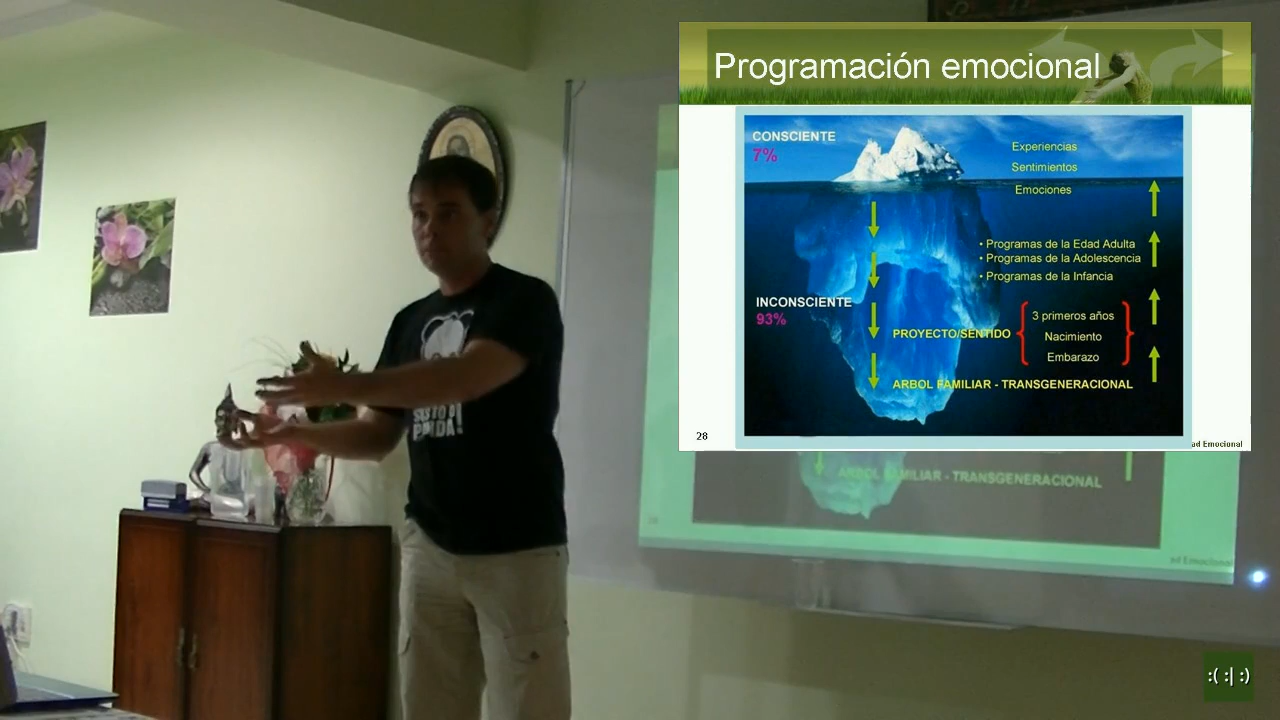 Programación emocional
CONSCIENTE
7%
Experiencias
Sentimientos
Emociones
• Programas de la Edad Adulta
• Programas de la Adolescencia
• Programas de la Infancia
INCONSCIENTE
93%
PROYECTO/SENTIDO
3 primeros años
Nacimiento
Embarazo
ARBOL FAMILIAR - TRANSGENERACIONAL
28
ad Emocional
ARBOL FAMILIAR - TRANSGENERACIONAL
ad Emocional
:( :| :)